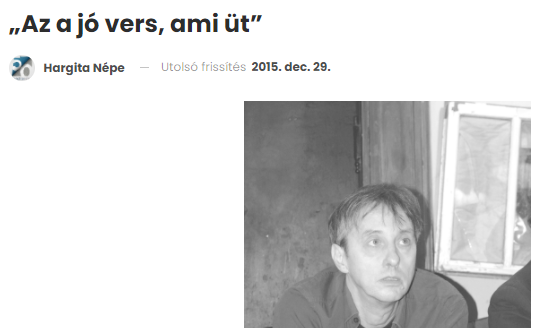 „Az a jó vers, ami üt”
Hargita Népe — Utolsó frissítés 2015. dec. 29.